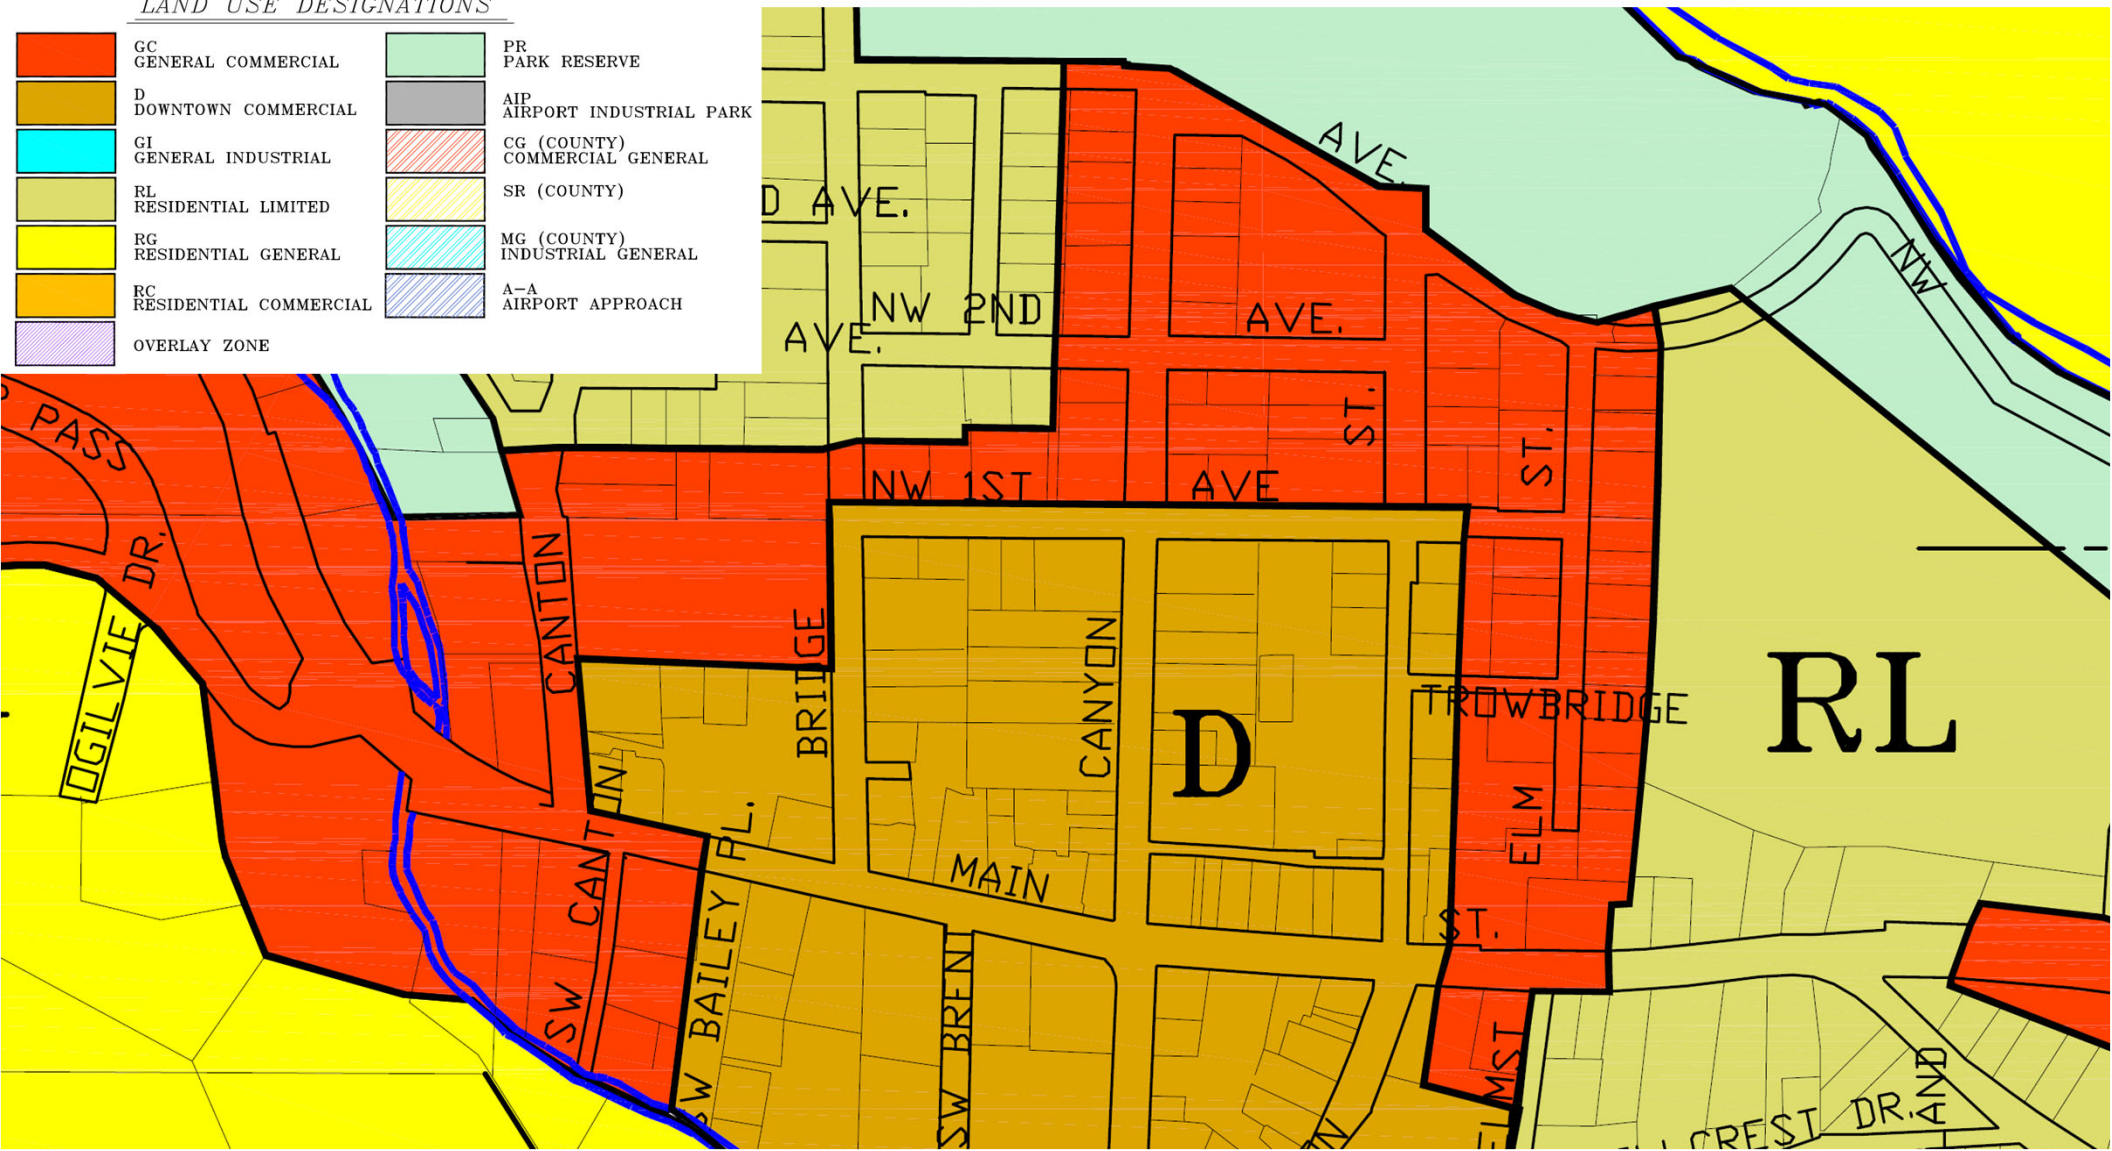 LAND USE DESIGNATIONS
GC
GENERAL COMMERCIAL
D
DOWNTOWN COMMERCIAL
GI
GENERAL INDUSTRIAL
RL
RESIDENTIAL LIMITED
RG
RESIDENTIAL GENERAL
RC
RESIDENTIAL COMMERCIAL
OVERLAY ZONE
PR
PARK RESERVE
AIP
AIRPORT INDUSTRIAL PARK
CG (COUNTY)
COMMERCIAL GENERAL
SR (COUNTY)
MG (COUNTY)
INDUSTRIAL GENERAL
A-A
AIRPORT APPROACH
AVE.
D AVE.
NW
NW 2ND
AVE.
AVE.
PASS
ST.
ST.
NW 1ST
AVE
DR.
CANTON
OGILVIE
BRIDGE
CANYON
TROWBRIDGE
RL
D
PL.
ELM
MAIN
ST.
SW CANTON
SW BAILEY
SW BRENT
ELM ST
HILLCREST DR.
AND